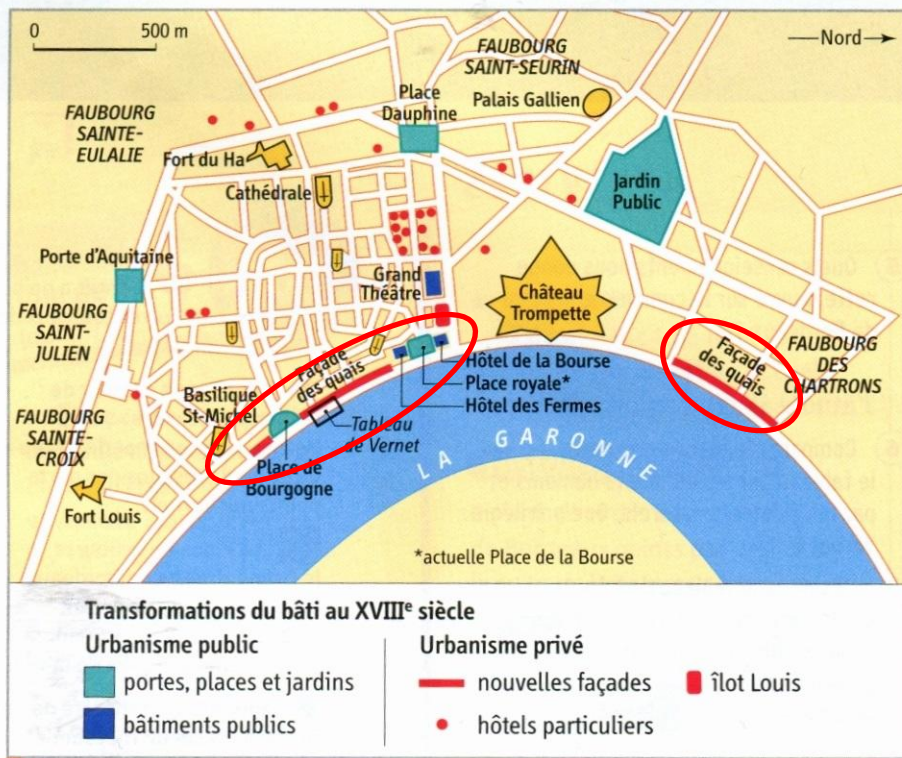 0 500 m
Nord
FAUBOURG
SAINT-SEURIN
Place
Dauphine
Palais Gallien
FAUBOURG
SAINTE-
EULALIE
Fort du Ha
Cathédrale
Jardin
Public
Porte d'Aquitaine
Grand
Théâtre
Château
Trompette
FAUBOURG
SAINT-
JULIEN
Façade
des quais
Façade
des quais
FAUBOURG
DES
CHARTRONS
Hôtel de la Bourse
Place royale*
Hôtel des Fermes
Basilique
St-Michel
Tableau
de Vernet
FAUBOURG
SAINTE-
CROIX
Place de
Bourgogne
LA GARONNE
Fort Louis
*actuelle Place de la Bourse
Transformations du bâti au XVIIIe siècle
Urbanisme public
portes, places et jardins
bâtiments publics
Urbanisme privé
nouvelles façades
îlot Louis
hôtels particuliers